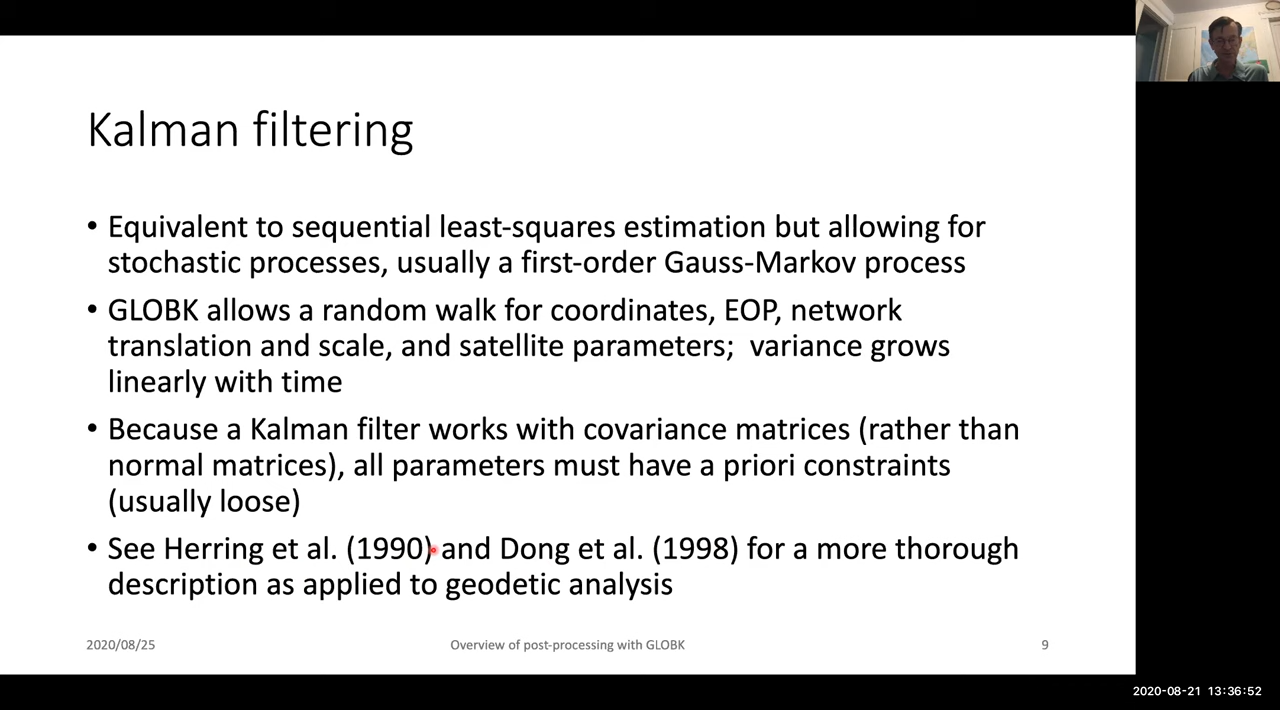 Kalman filtering
• Equivalent to sequential least-squares estimation but allowing for
stochastic processes, usually a first-order Gauss-Markov process
• GLOBK allows a random walk for coordinates, EOP, network
translation and scale, and satellite parameters;  variance grows
linearly with time
• Because a Kalman filter works with covariance matrices (rather than
normal matrices), all parameters must have a priori constraints
(usually loose)
• See Herring et al. (1990) and Dong et al. (1998) for a more thorough
description as applied to geodetic analysis
2020/08/25
Overview of post-processing with GLOBK
9
2020-08-21 13:36:52